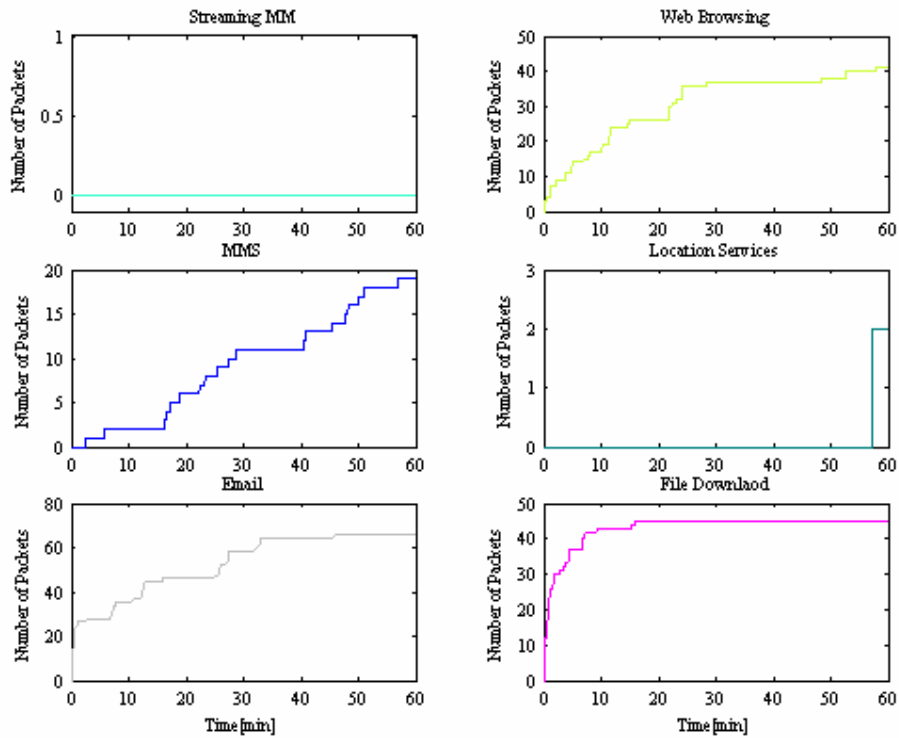 Streaming MM
Number of Packets
1
0.5
0
0 10 20 30 40 50 60
Web Browsing
Number of Packets
50
40
30
20
10
0
0 10 20 30 40 50 60
MMS
Number of Packets
20
15
10
5
0
0 10 20 30 40 50 60
Location Services
Number of Packets
3
2
1
0
0 10 20 30 40 50 60
Email
Number of Packets
80
60
40
20
0
0 10 20 30 40 50 60
Time[min]
File Downlaod
Number of Packets
50
40
30
20
10
0
0 10 20 30 40 50 60
Time[min]